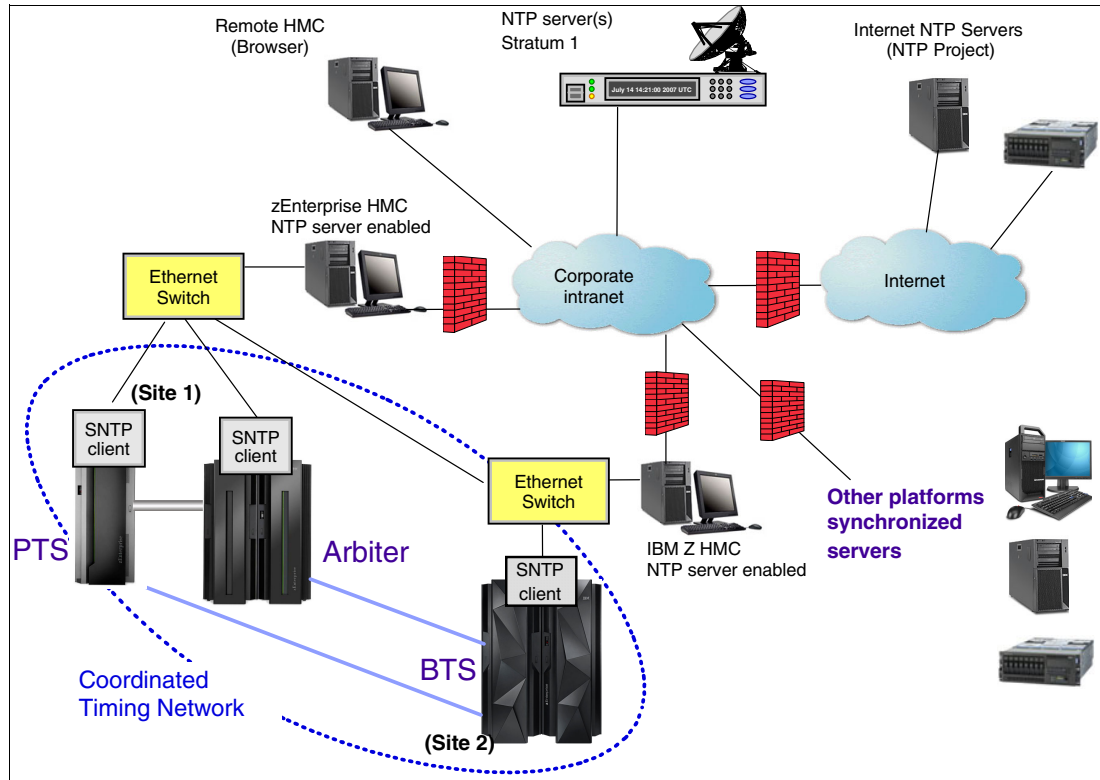 Remote HMC
(Browser)
NTP server(s)
Stratum 1
July 14 14:21:00 2007 UTC
Internet NTP Servers
(NTP Project)
zEnterprise HMC
NTP server enabled
Ethernet
Switch
Corporate
intranet
Internet
(Site 1)
SNTP
client
SNTP
client
Ethernet
Switch
Other platforms
synchronized
servers
PTS
Arbiter
IBM Z HMC
NTP server enabled
SNTP
client
BTS
Coordinated
Timing Network
(Site 2)